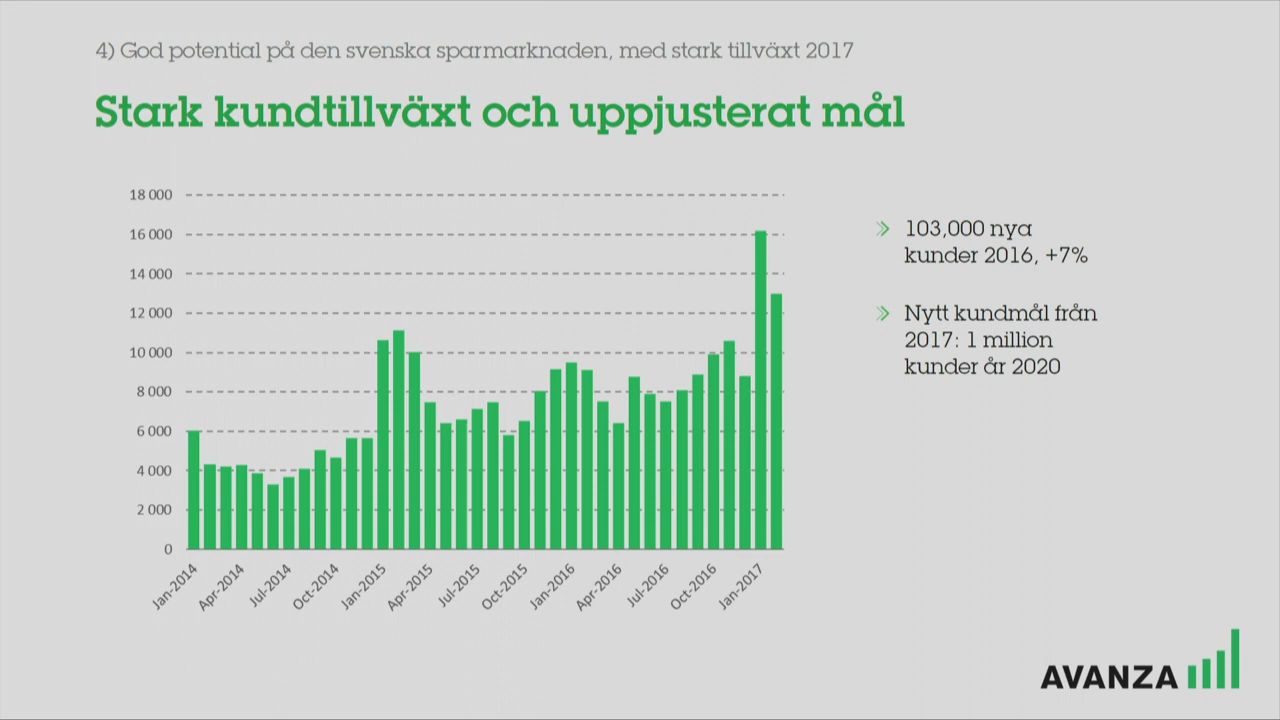 4) God potential på den svenska sparmarknaden, med stark tillväxt 2017
Stark kundtillväxt och uppjusterat mål
18 000
16 000
14 000
12 000
10 000
8 000
6 000
4 000
2 000
0
Jan-2014
Apr-2014
Jul-2014
Oct-2014
Jan-2015
Apr-2015
Jul-2015
Oct-2015
Jan-2016
Apr-2016
Jul-2016
Oct-2016
Jan-2017
103,000 nya
kunder 2016, +7%
Nytt kundmål från
2017: 1 million
kunder år 2020
AVANZA